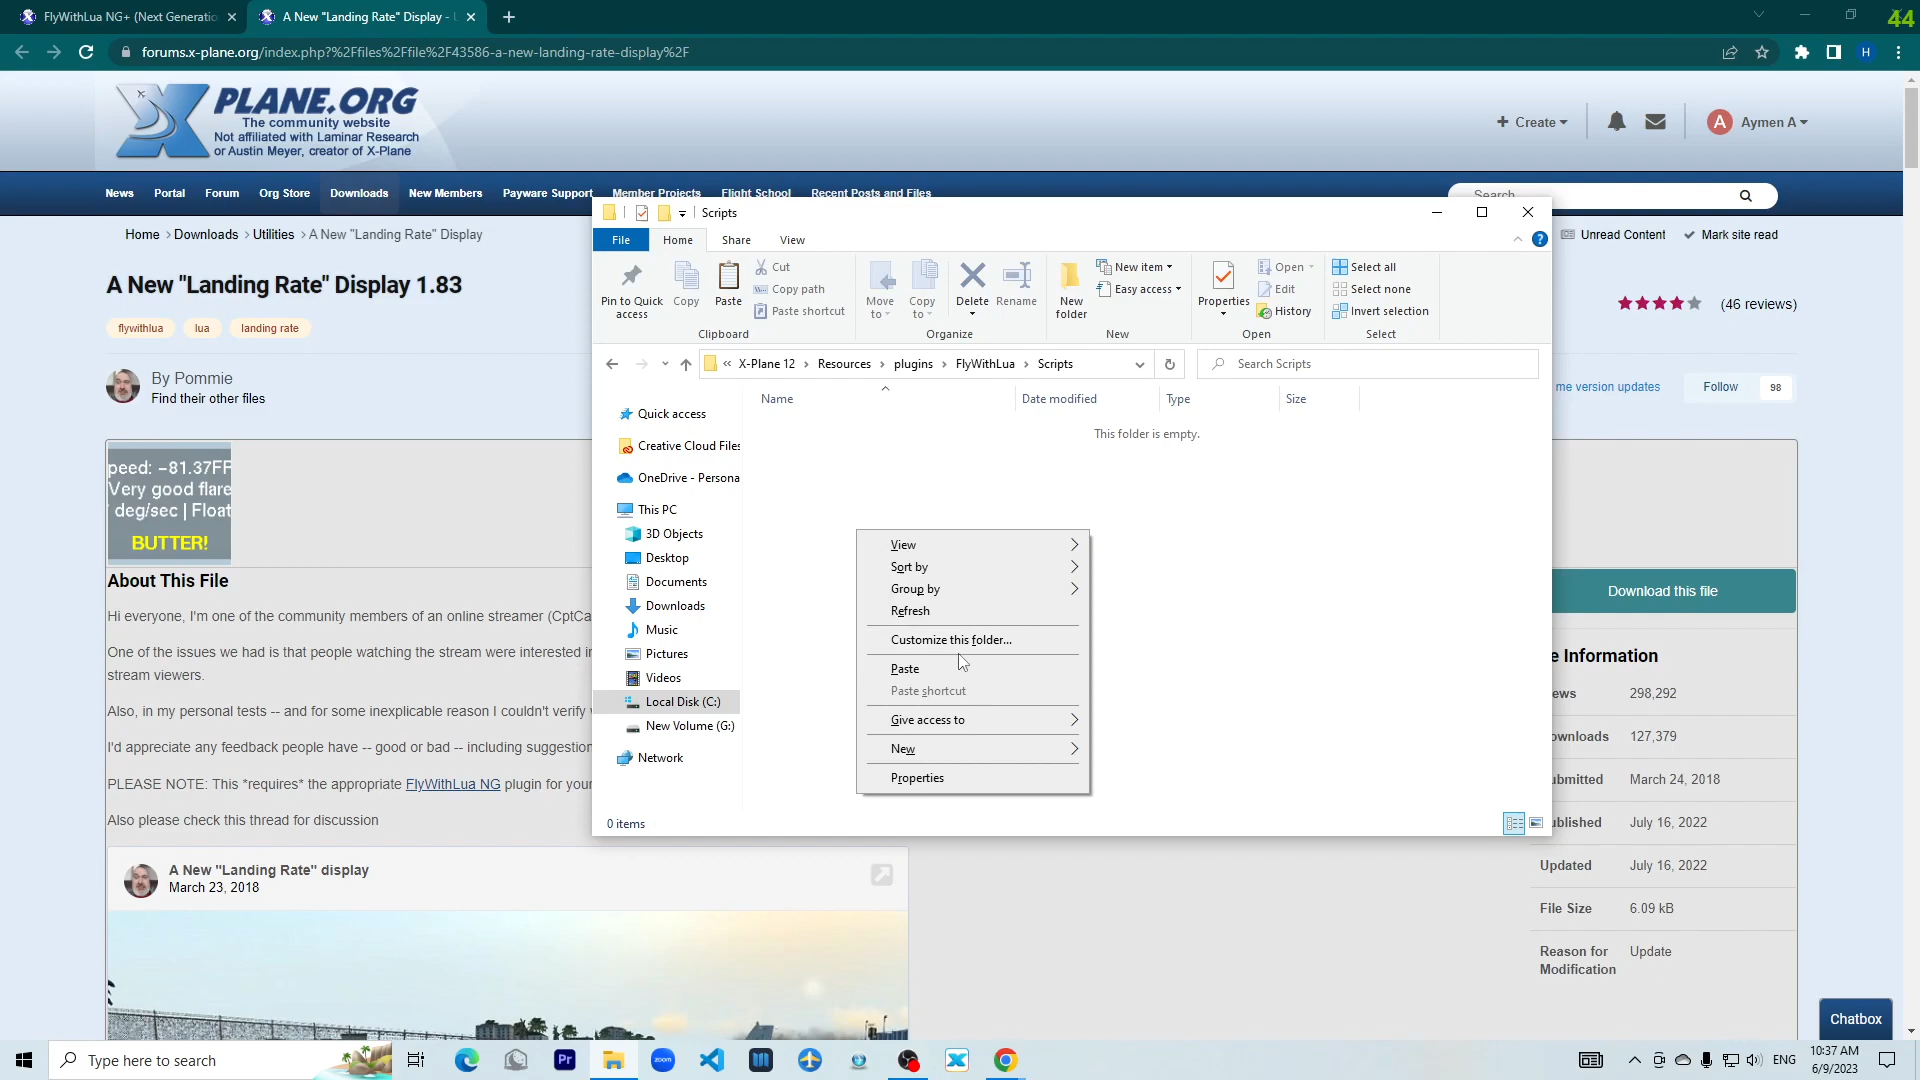 FlyWithLua NG+ (Next Generatio
A New "Landing Rate" Display - U
44
forums.x-plane.org/index.php?%2Ffiles%2Ffile%2F43586-a-new-landing-rate-display%2F
H
PLANE.ORG
The community website
Not affiliated with Laminar Research
or Austin Meyer, creator of X-Plane
Create
A
Aymen A
News
Portal
Forum
Org Store
Downloads
New Members
Payware Support
Member Projects
Flight School
Recent Posts and Files
Search...
Home
Downloads
Utilities
A New "Landing Rate" Display
Unread Content
Mark site read
A New "Landing Rate" Display 1.83
(46 reviews)
flywithlua
lua
landing rate
By Pommie
Find their other files
me version updates
Follow
98
peed: -81.37FF
Very good flare
deg/sec | Float
BUTTER!
About This File
Hi everyone, I'm one of the community members of an online streamer (CptCa
One of the issues we had is that people watching the stream were interested in
stream viewers.
Also, in my personal tests -- and for some inexplicable reason I couldn't verify
I'd appreciate any feedback people have -- good or bad -- including suggestion
PLEASE NOTE: This *requires* the appropriate FlyWithLua NG plugin for your
Also please check this thread for discussion
A New "Landing Rate" display
March 23, 2018
Scripts
File
Home
Share
View
Pin to Quick
access
Copy
Paste
Cut
Copy path
Paste shortcut
Clipboard
Move
to
Copy
to
Delete
Rename
Organize
New
folder
New item
Easy access
New
Properties
Open
Edit
History
Open
Select all
Select none
Invert selection
Select
« X-Plane 12 › Resources › plugins › FlyWithLua › Scripts
Search Scripts
Name
Date modified
Type
Size
This folder is empty.
Quick access
Creative Cloud Files
OneDrive - Persona
This PC
3D Objects
Desktop
Documents
Downloads
Music
Pictures
Videos
Local Disk (C:)
New Volume (G:)
Network
0 items
View
Sort by
Group by
Refresh
Customize this folder...
Paste
Paste shortcut
Give access to
New
Properties
Download this file
e Information
ews
298,292
ownloads
127,379
ubmitted
March 24, 2018
ublished
July 16, 2022
Updated
July 16, 2022
File Size
6.09 kB
Reason for
Modification
Update
Chatbox
Type here to search
Pr
zoom
ENG
10:37 AM
6/9/2023